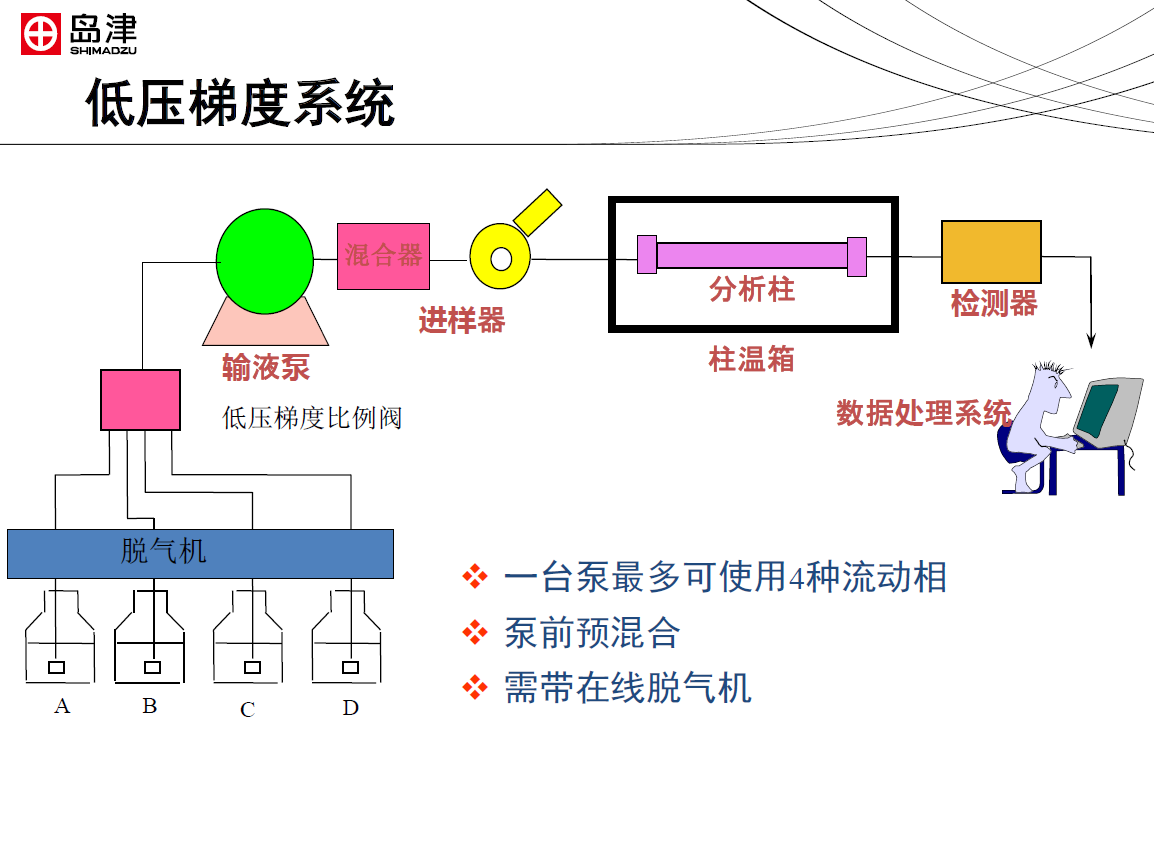 岛津
SHIMADZU
低压梯度系统
混合器
进样器
分析柱
检测器
输液泵
柱温箱
低压梯度比例阀
数据处理系统
脱气机
一台泵最多可使用4种流动相
泵前预混合
需带在线脱气机
A
B
C
D